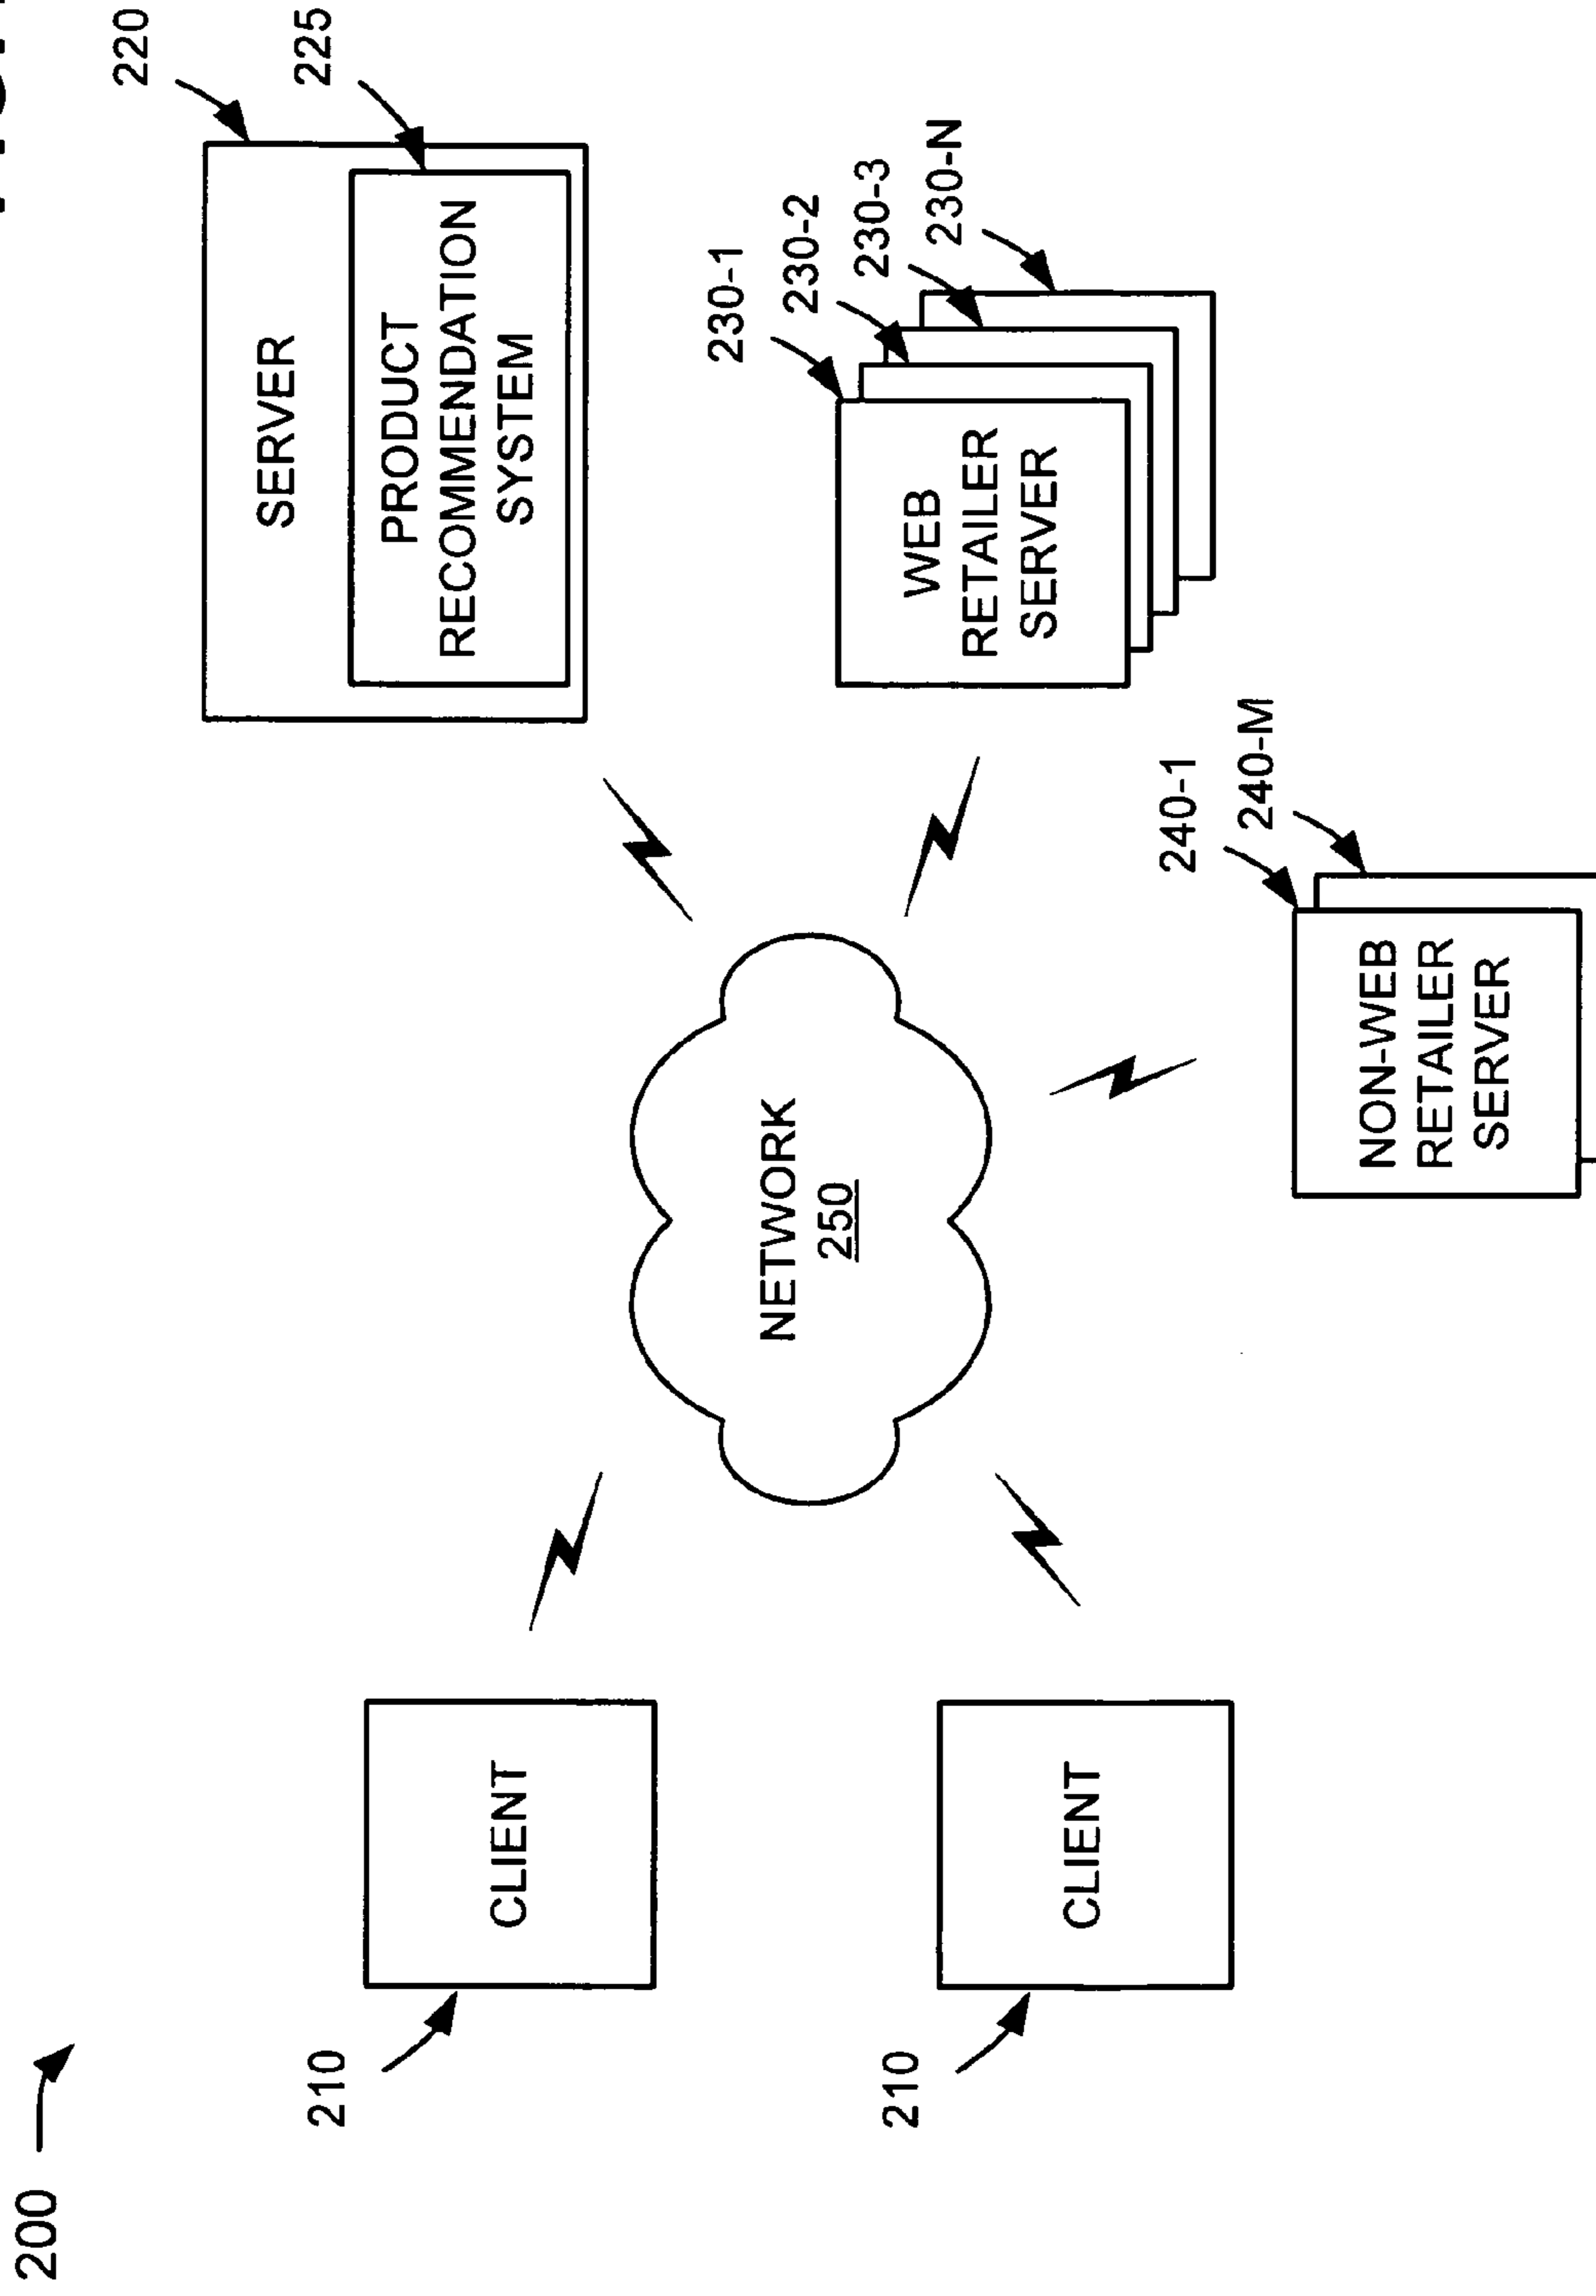 200
210
CLIENT
210
CLIENT
NETWORK
250
220
225
SERVER
PRODUCT
RECOMMENDATION
SYSTEM
230-1
230-2
230-3
230-N
WEB
RETAILER
SERVER
240-1
240-M
NON-WEB
RETAILER
SERVER